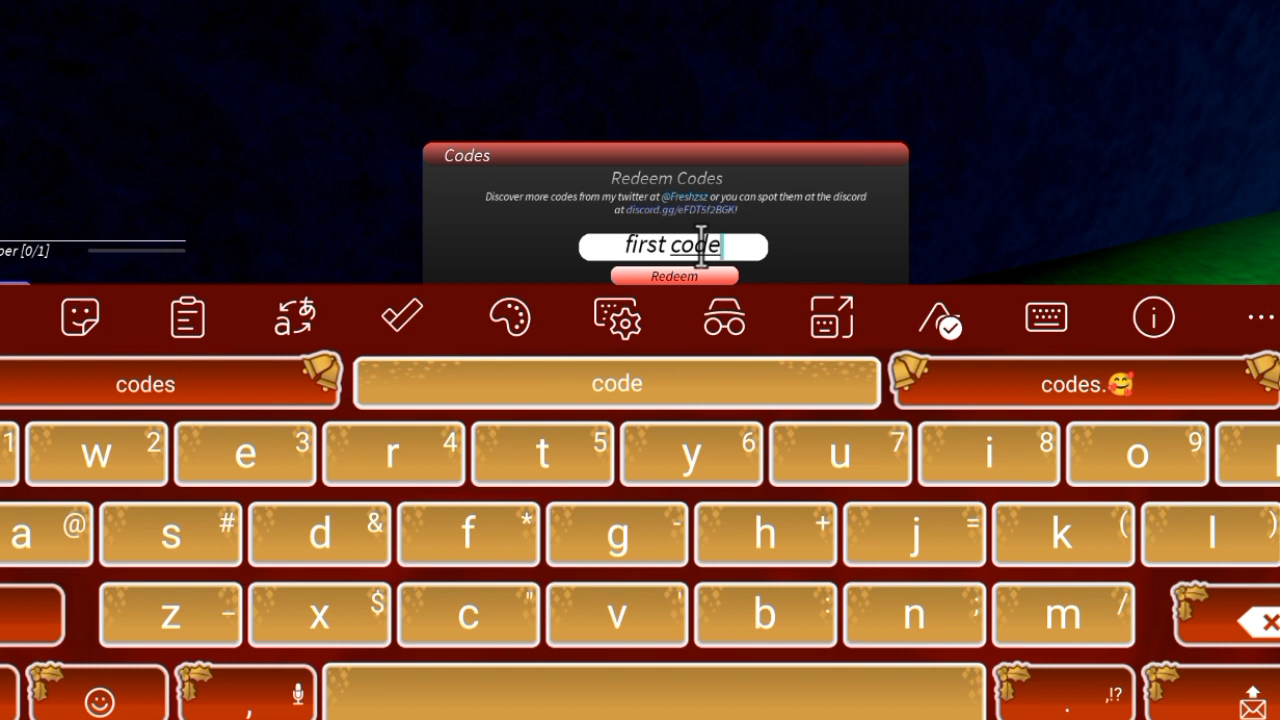 Codes
Redeem Codes
Discover more codes from my twitter at @Freshzsz or you can spot them at the discord
at discord.gg/eFDT5f2BGK!
first code
per [0/1]
Redeem
codes code codes.🥰
1 w 2 e 3 r 4 t 5 y 6 u 7 i 8 o 9
a @ s # d & f * g - h + j = k ( l )
z _ x $ c " v ' b : n ; m /
, . ,!?